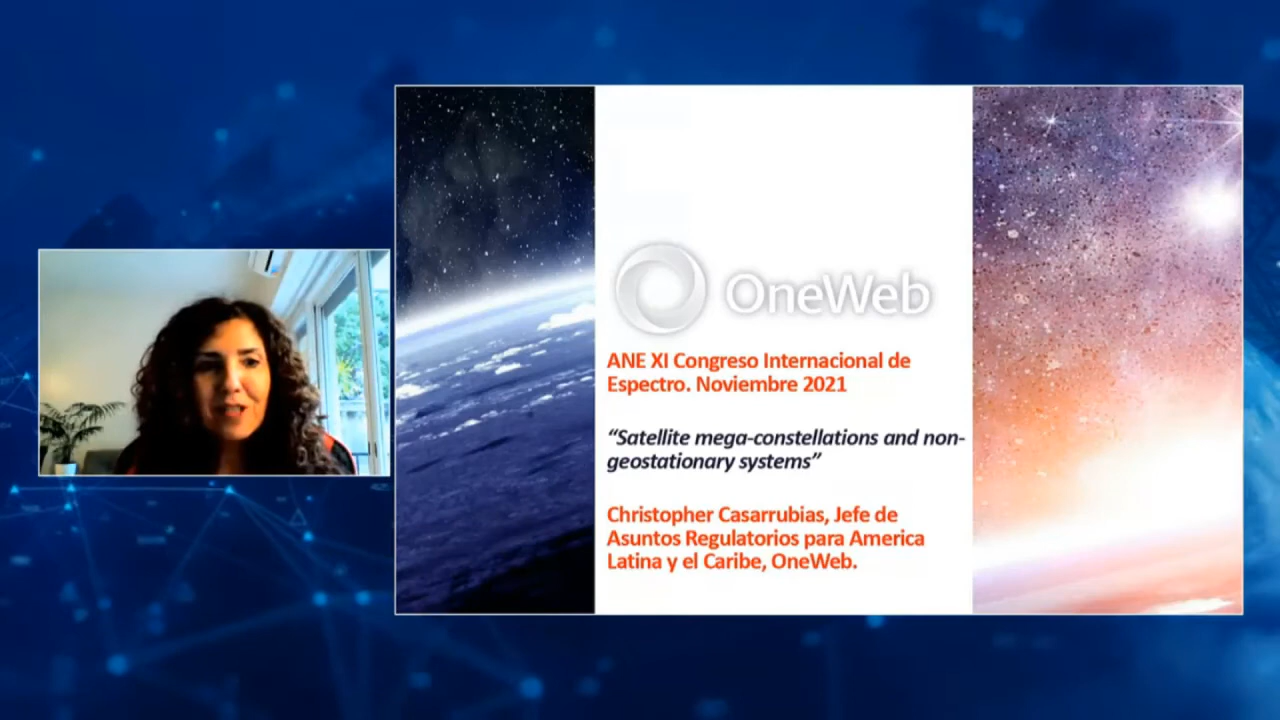 OneWeb
ANE XI Congreso Internacional de
Espectro. Noviembre 2021
“Satellite mega-constellations and non-
geostationary systems”
Christopher Casarrubias, Jefe de
Asuntos Regulatorios para America
Latina y el Caribe, OneWeb.